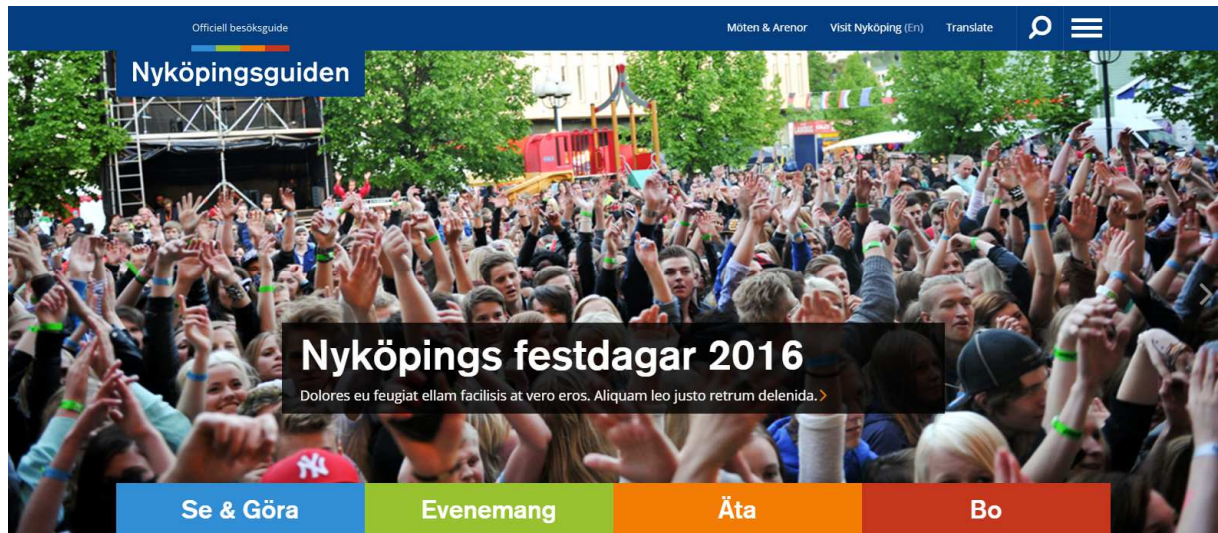 Officiell besöksguide
Möten & Arenor Visit Nyköping (En) Translate
Nyköpingsguiden
Nyköpings festdagar 2016
Dolores eu feugiat ellam facilisis at vero eros. Aliquam leo justo retrum delenida.
NY
Se & Göra Evenemang Äta Bo